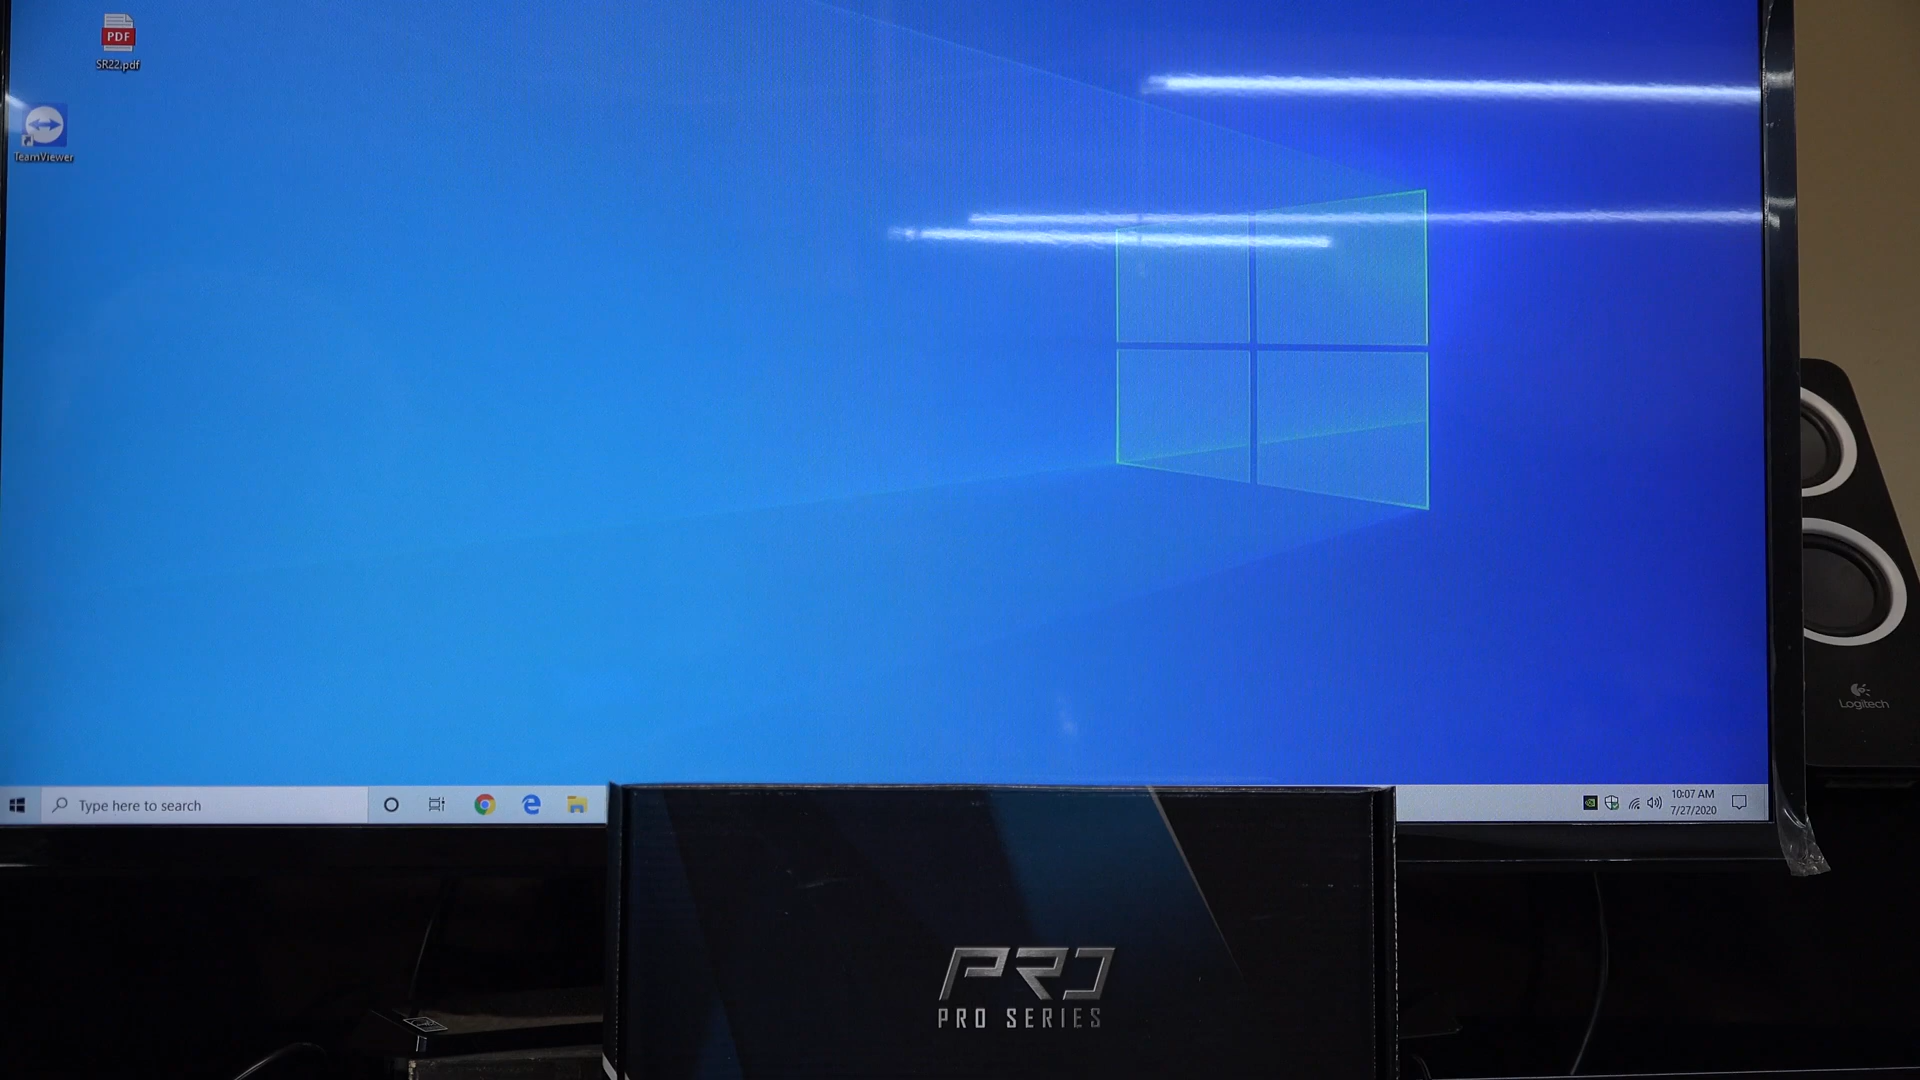 PDF
SR22.pdf
TeamViewer
Type here to search
10:07 AM
7/27/2020
Logitech
PRO
PRO SERIES